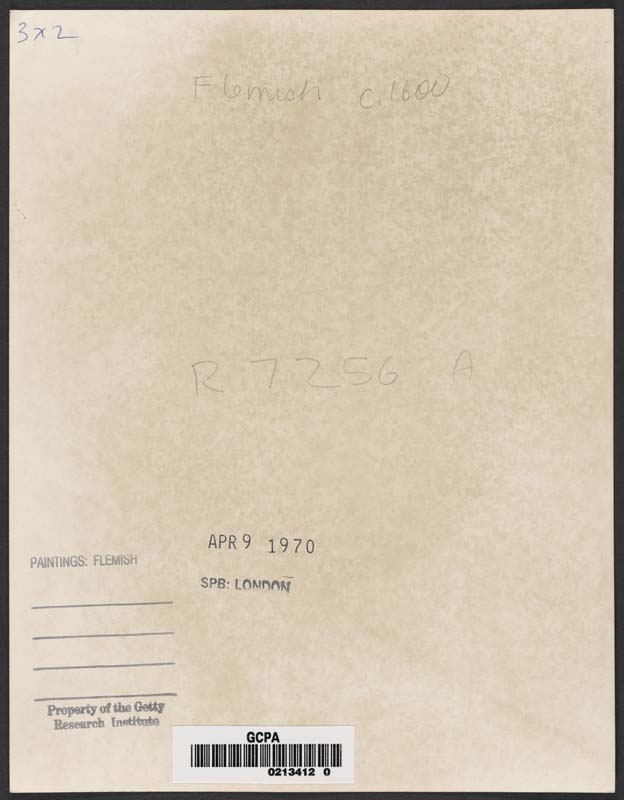 3x2
Flemish c.1600
R 7256 A
APR 9 1970
PAINTINGS: FLEMISH
SPB: LONDON
Property of the Getty
Research Institute
GCPA
0213412 0